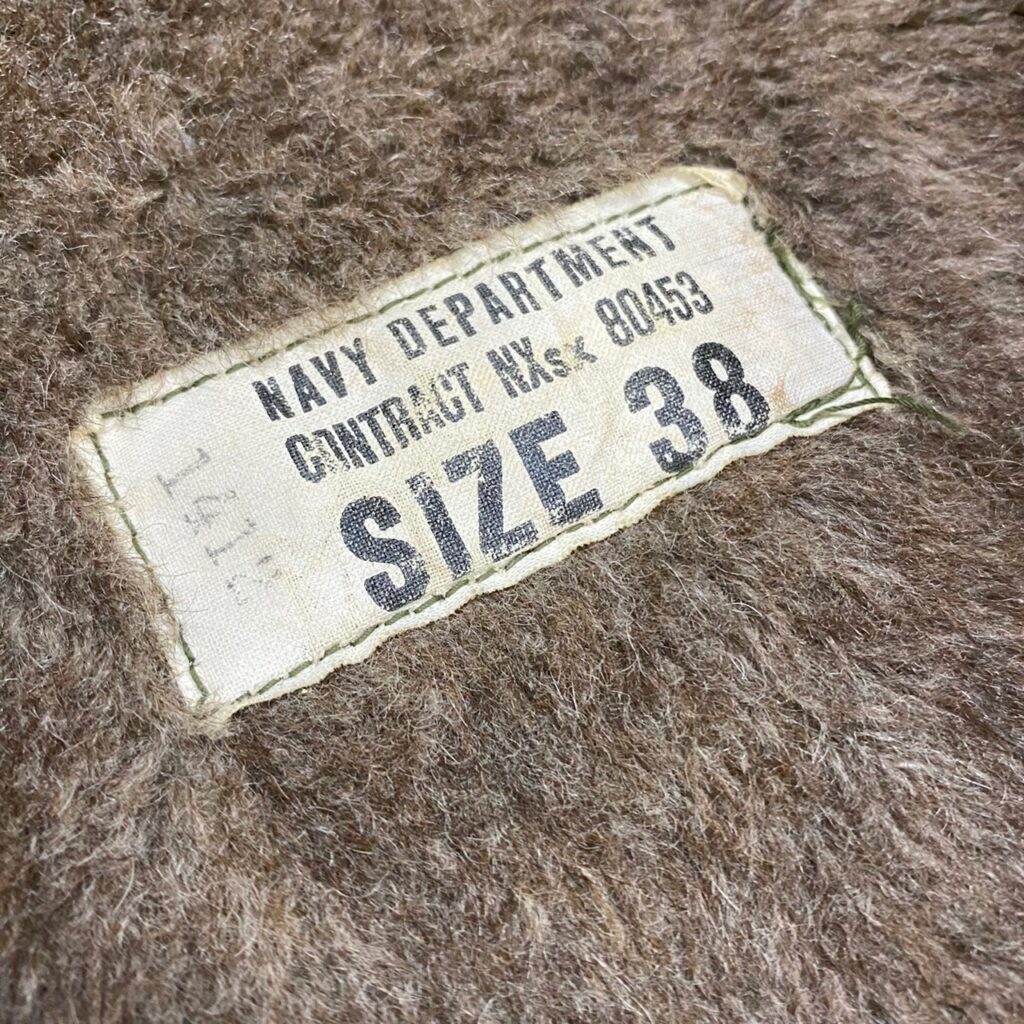 NAVY DEPARTMENT
CONTRACT NXsx 80453
SIZE 38